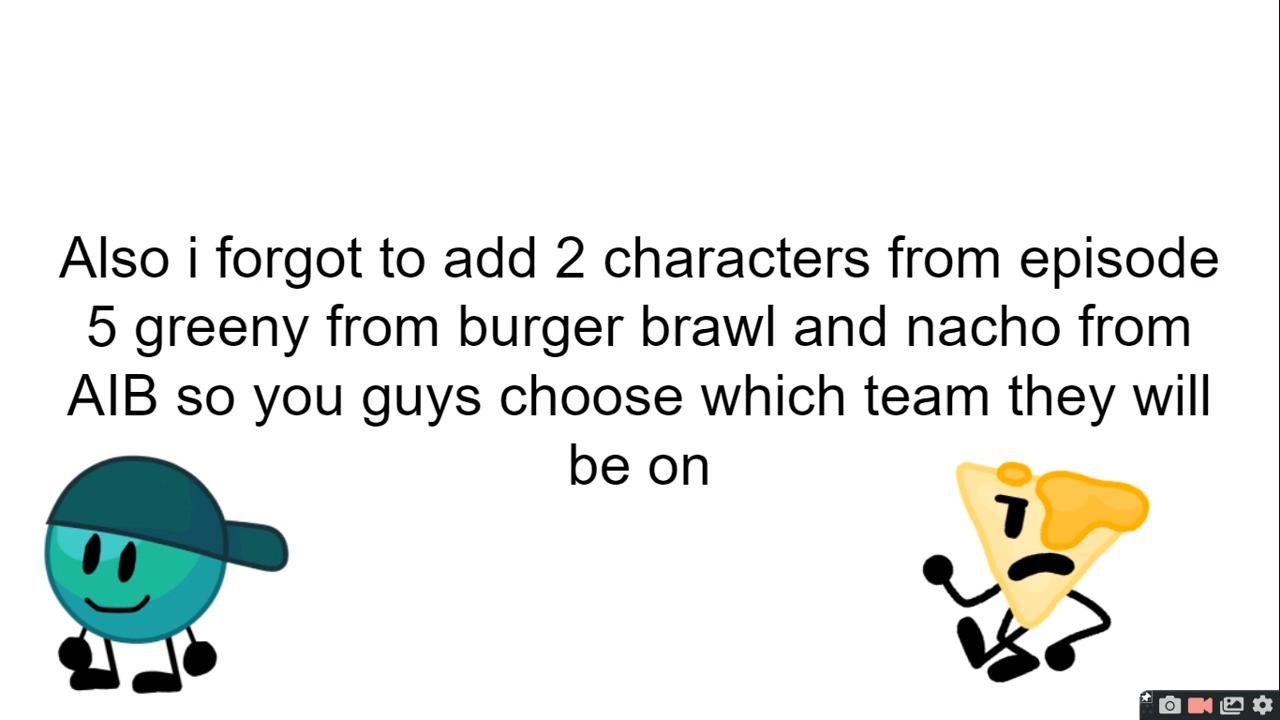 Also i forgot to add 2 characters from episode
5 greeny from burger brawl and nacho from
AIB so you guys choose which team they will
be on